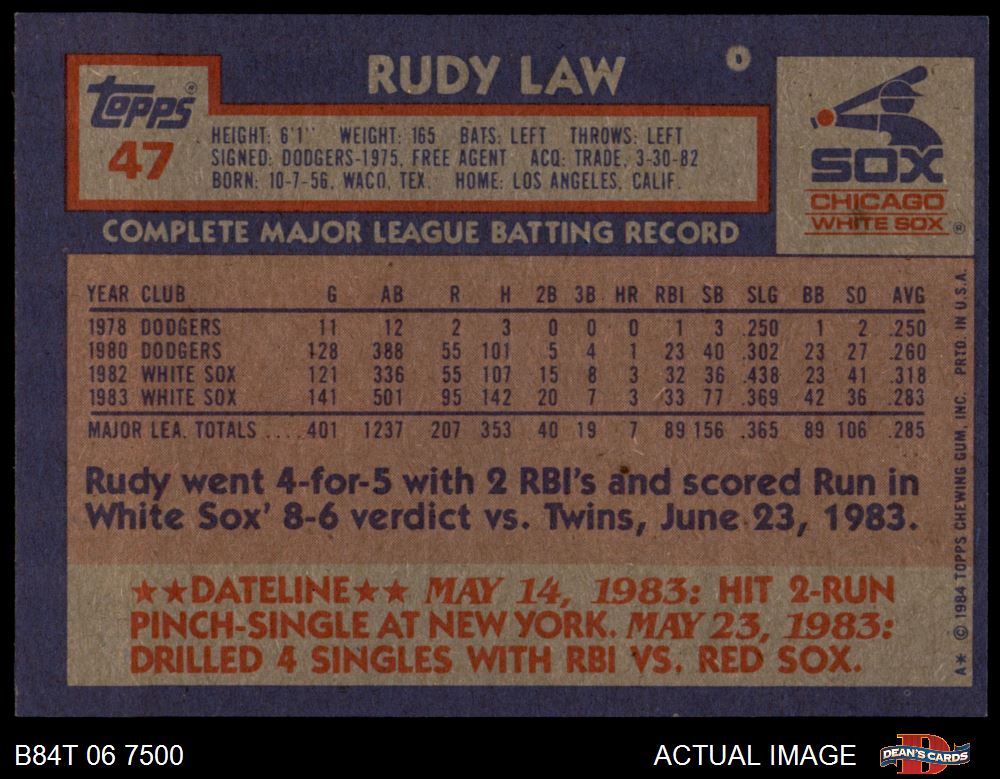 RUDY LAW
0
Topps®
47
HEIGHT: 6'1" WEIGHT: 165 BATS: LEFT THROWS: LEFT
SIGNED: DODGERS-1975, FREE AGENT ACQ: TRADE, 3-30-82
BORN: 10-7-56, WACO, TEX. HOME: LOS ANGELES, CALIF.
SOX
CHICAGO
WHITE SOX ®
COMPLETE MAJOR LEAGUE BATTING RECORD
YEAR CLUB G AB R H 2B 3B HR RBI SB SLG BB SO AVG
1978 DODGERS 11 12 2 3 0 0 0 1 3 .250 1 2 .250
1980 DODGERS 128 388 55 101 5 4 1 23 40 .302 23 27 .260
1982 WHITE SOX 121 336 55 107 15 8 3 32 36 .438 23 41 .318
1983 WHITE SOX 141 501 95 142 20 7 3 33 77 .369 42 36 .283
MAJOR LEA. TOTALS ....401 1237 207 353 40 19 7 89 156 .365 89 106 .285
Rudy went 4-for-5 with 2 RBI's and scored Run in
White Sox' 8-6 verdict vs. Twins, June 23, 1983.
★★DATELINE★★ MAY 14, 1983: HIT 2-RUN
PINCH-SINGLE AT NEW YORK. MAY 23, 1983:
DRILLED 4 SINGLES WITH RBI VS. RED SOX.
A* © 1984 TOPPS CHEWING GUM, INC. PRTD. IN U.S.A.
B84T 06 7500
ACTUAL IMAGE
D
DEAN'S CARDS